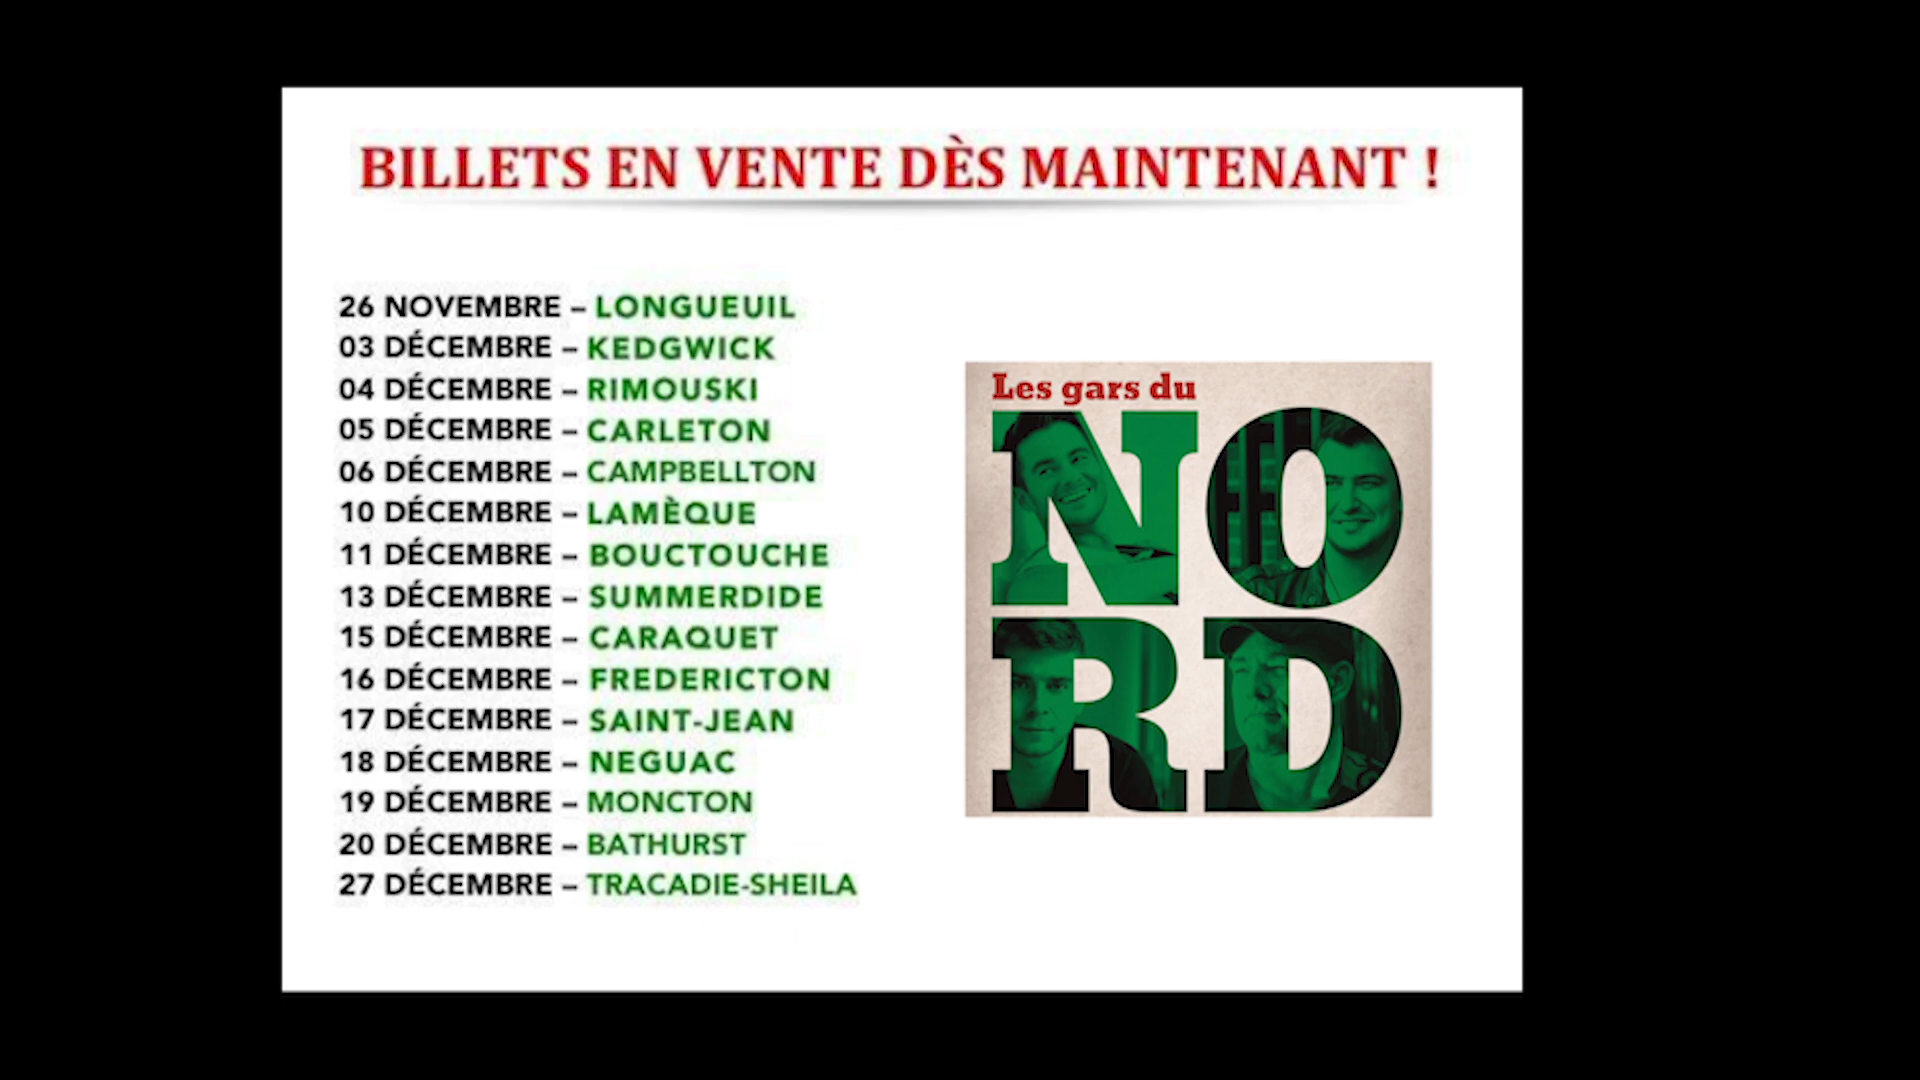 BILLETS EN VENTE DÈS MAINTENANT !
26 NOVEMBRE – LONGUEUIL
03 DÉCEMBRE – KEDGWICK
04 DÉCEMBRE – RIMOUSKI
05 DÉCEMBRE – CARLETON
06 DÉCEMBRE – CAMPBELLTON
10 DÉCEMBRE – LAMÈQUE
11 DÉCEMBRE – BOUCTOUCHE
13 DÉCEMBRE – SUMMERDIDE
15 DÉCEMBRE – CARAQUET
16 DÉCEMBRE – FREDERICTON
17 DÉCEMBRE – SAINT-JEAN
18 DÉCEMBRE – NEGUAC
19 DÉCEMBRE – MONCTON
20 DÉCEMBRE – BATHURST
27 DÉCEMBRE – TRACADIE-SHEILA
Les gars du
NO
RD